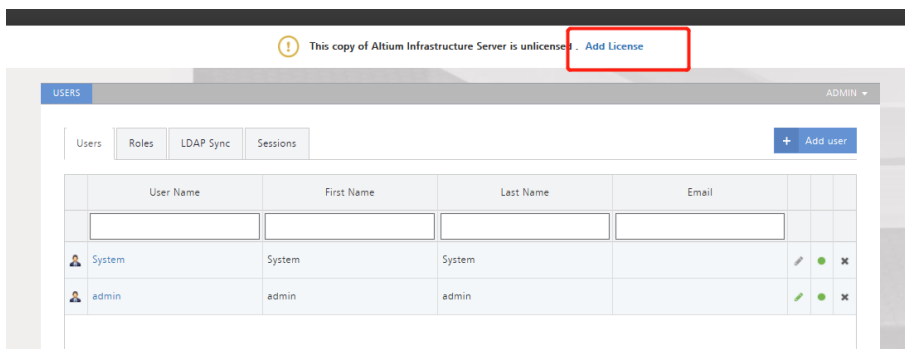 This copy of Altium Infrastructure Server is unlicensed . Add License
USERS ADMIN
Users Roles LDAP Sync Sessions + Add user
User Name First Name Last Name Email
System System System
admin admin admin